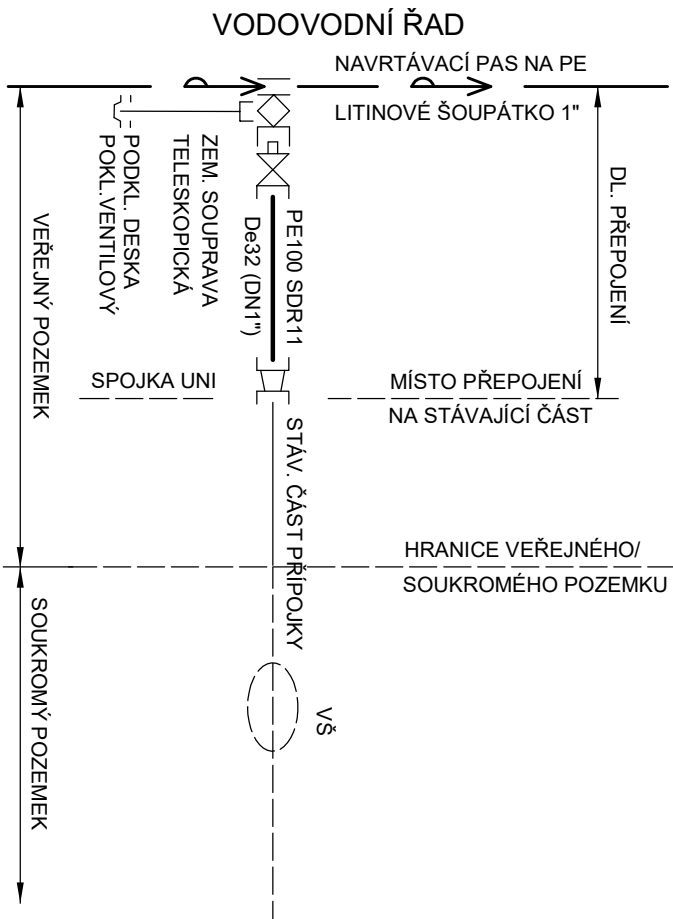 VODOVODNÍ ŘAD
NAVRTÁVACÍ PAS NA PE
LITINOVÉ ŠOUPÁTKO 1"
PODKL. DESKA
POKL.VENTILOVÝ
ZEM. SOUPRAVA
TELESKOPICKÁ
PE100 SDR11
De32 (DN1")
DL. PŘEPOJENÍ
VEŘEJNÝ POZEMEK
SPOJKA UNI
MÍSTO PŘEPOJENÍ
NA STÁVAJÍCÍ ČÁST
STÁV. ČÁST PŘÍPOJKY
HRANICE VEŘEJNÉHO/
SOUKROMÉHO POZEMKU
SOUKROMÝ POZEMEK
VŠ